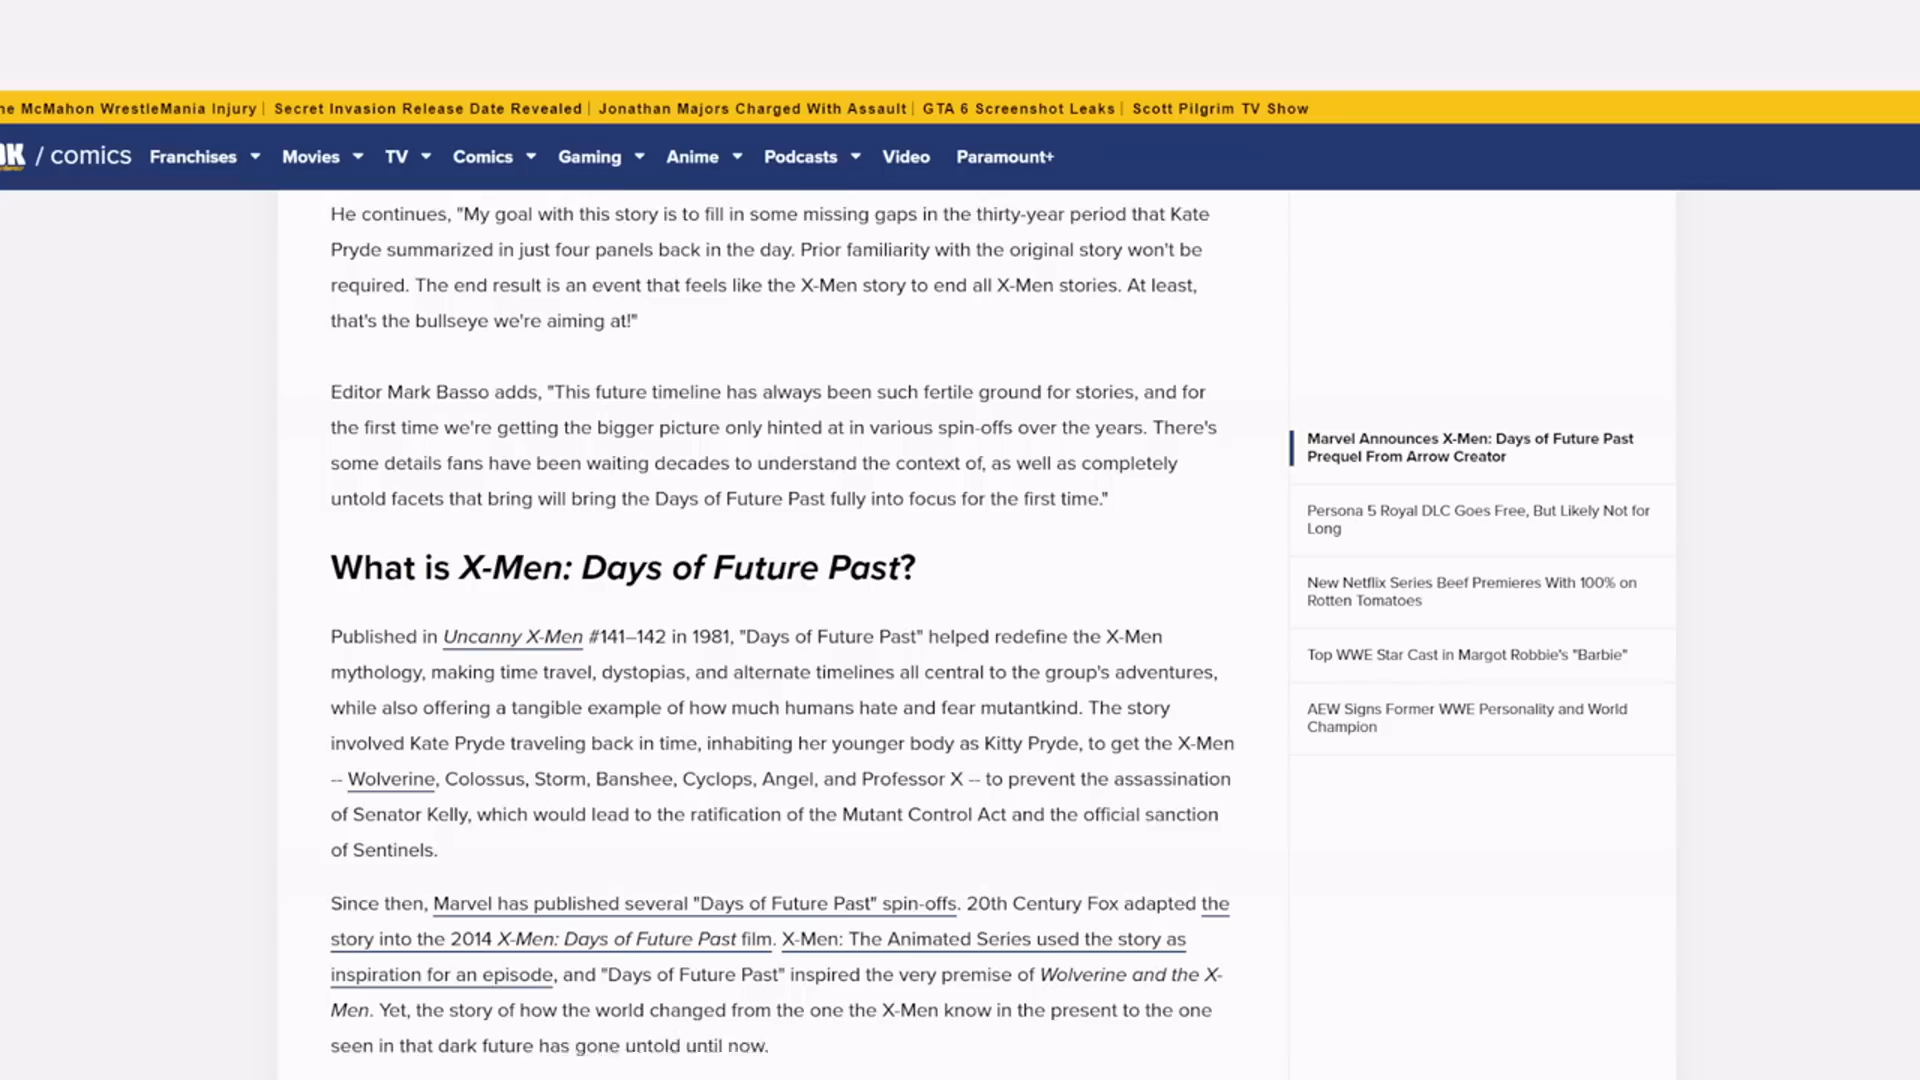 McMahon WrestleMania Injury | Secret Invasion Release Date Revealed | Jonathan Majors Charged With Assault | GTA 6 Screenshot Leaks | Scott Pilgrim TV Show
/ comics Franchises Movies TV Comics Gaming Anime Podcasts Video Paramount+
He continues, "My goal with this story is to fill in some missing gaps in the thirty-year period that Kate
Pryde summarized in just four panels back in the day. Prior familiarity with the original story won't be
required. The end result is an event that feels like the X-Men story to end all X-Men stories. At least,
that's the bullseye we're aiming at!"
Editor Mark Basso adds, "This future timeline has always been such fertile ground for stories, and for
the first time we're getting the bigger picture only hinted at in various spin-offs over the years. There's
some details fans have been waiting decades to understand the context of, as well as completely
untold facets that bring will bring the Days of Future Past fully into focus for the first time."
What is X-Men: Days of Future Past?
Published in Uncanny X-Men #141–142 in 1981, "Days of Future Past" helped redefine the X-Men
mythology, making time travel, dystopias, and alternate timelines all central to the group's adventures,
while also offering a tangible example of how much humans hate and fear mutantkind. The story
involved Kate Pryde traveling back in time, inhabiting her younger body as Kitty Pryde, to get the X-Men
-- Wolverine, Colossus, Storm, Banshee, Cyclops, Angel, and Professor X -- to prevent the assassination
of Senator Kelly, which would lead to the ratification of the Mutant Control Act and the official sanction
of Sentinels.
Since then, Marvel has published several "Days of Future Past" spin-offs. 20th Century Fox adapted the
story into the 2014 X-Men: Days of Future Past film. X-Men: The Animated Series used the story as
inspiration for an episode, and "Days of Future Past" inspired the very premise of Wolverine and the X-
Men. Yet, the story of how the world changed from the one the X-Men know in the present to the one
seen in that dark future has gone untold until now.
Marvel Announces X-Men: Days of Future Past
Prequel From Arrow Creator
Persona 5 Royal DLC Goes Free, But Likely Not for
Long
New Netflix Series Beef Premieres With 100% on
Rotten Tomatoes
Top WWE Star Cast in Margot Robbie's "Barbie"
AEW Signs Former WWE Personality and World
Champion